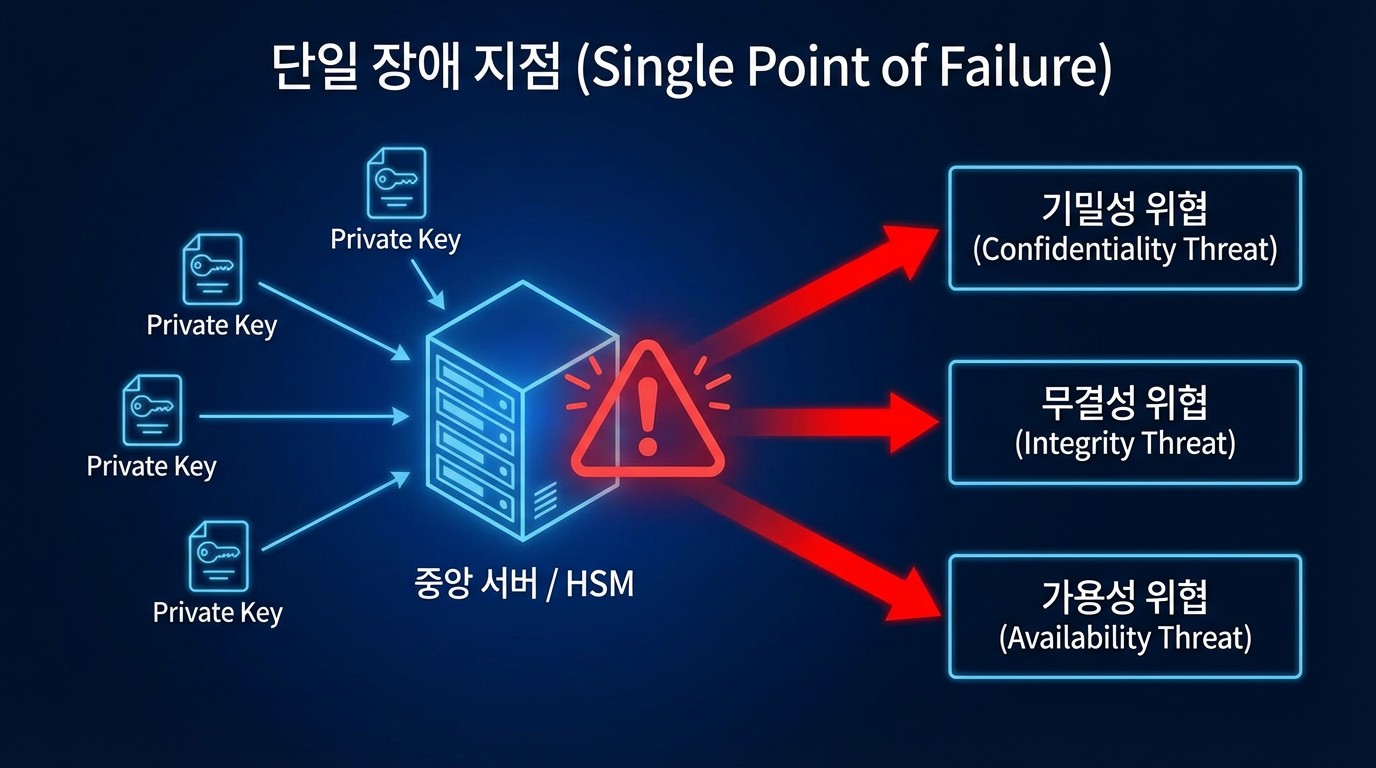 단일 장애 지점 (Single Point of Failure)
Private Key
Private Key
Private Key
Private Key
중앙 서버 / HSM
기밀성 위협
(Confidentiality Threat)
무결성 위협
(Integrity Threat)
가용성 위협
(Availability Threat)